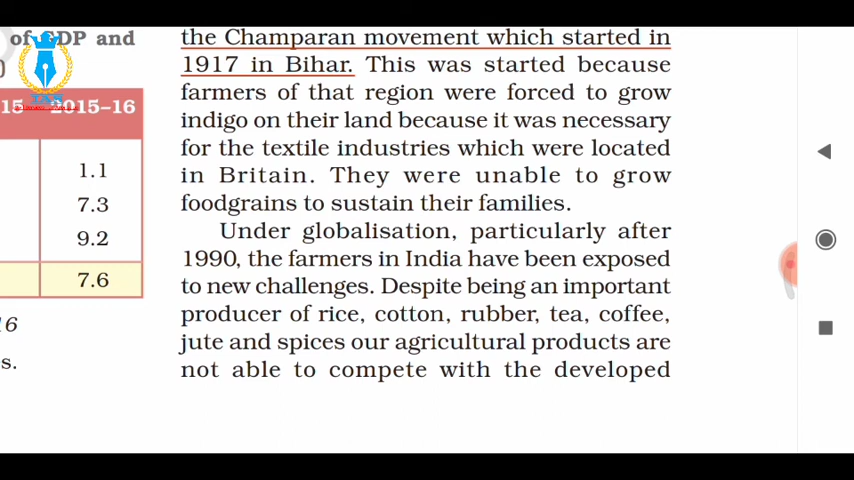 of GDP and
15 2015–16
1.1
7.3
9.2
7.6
16
s.
the Champaran movement which started in
1917 in Bihar. This was started because
farmers of that region were forced to grow
indigo on their land because it was necessary
for the textile industries which were located
in Britain. They were unable to grow
foodgrains to sustain their families.
Under globalisation, particularly after
1990, the farmers in India have been exposed
to new challenges. Despite being an important
producer of rice, cotton, rubber, tea, coffee,
jute and spices our agricultural products are
not able to compete with the developed